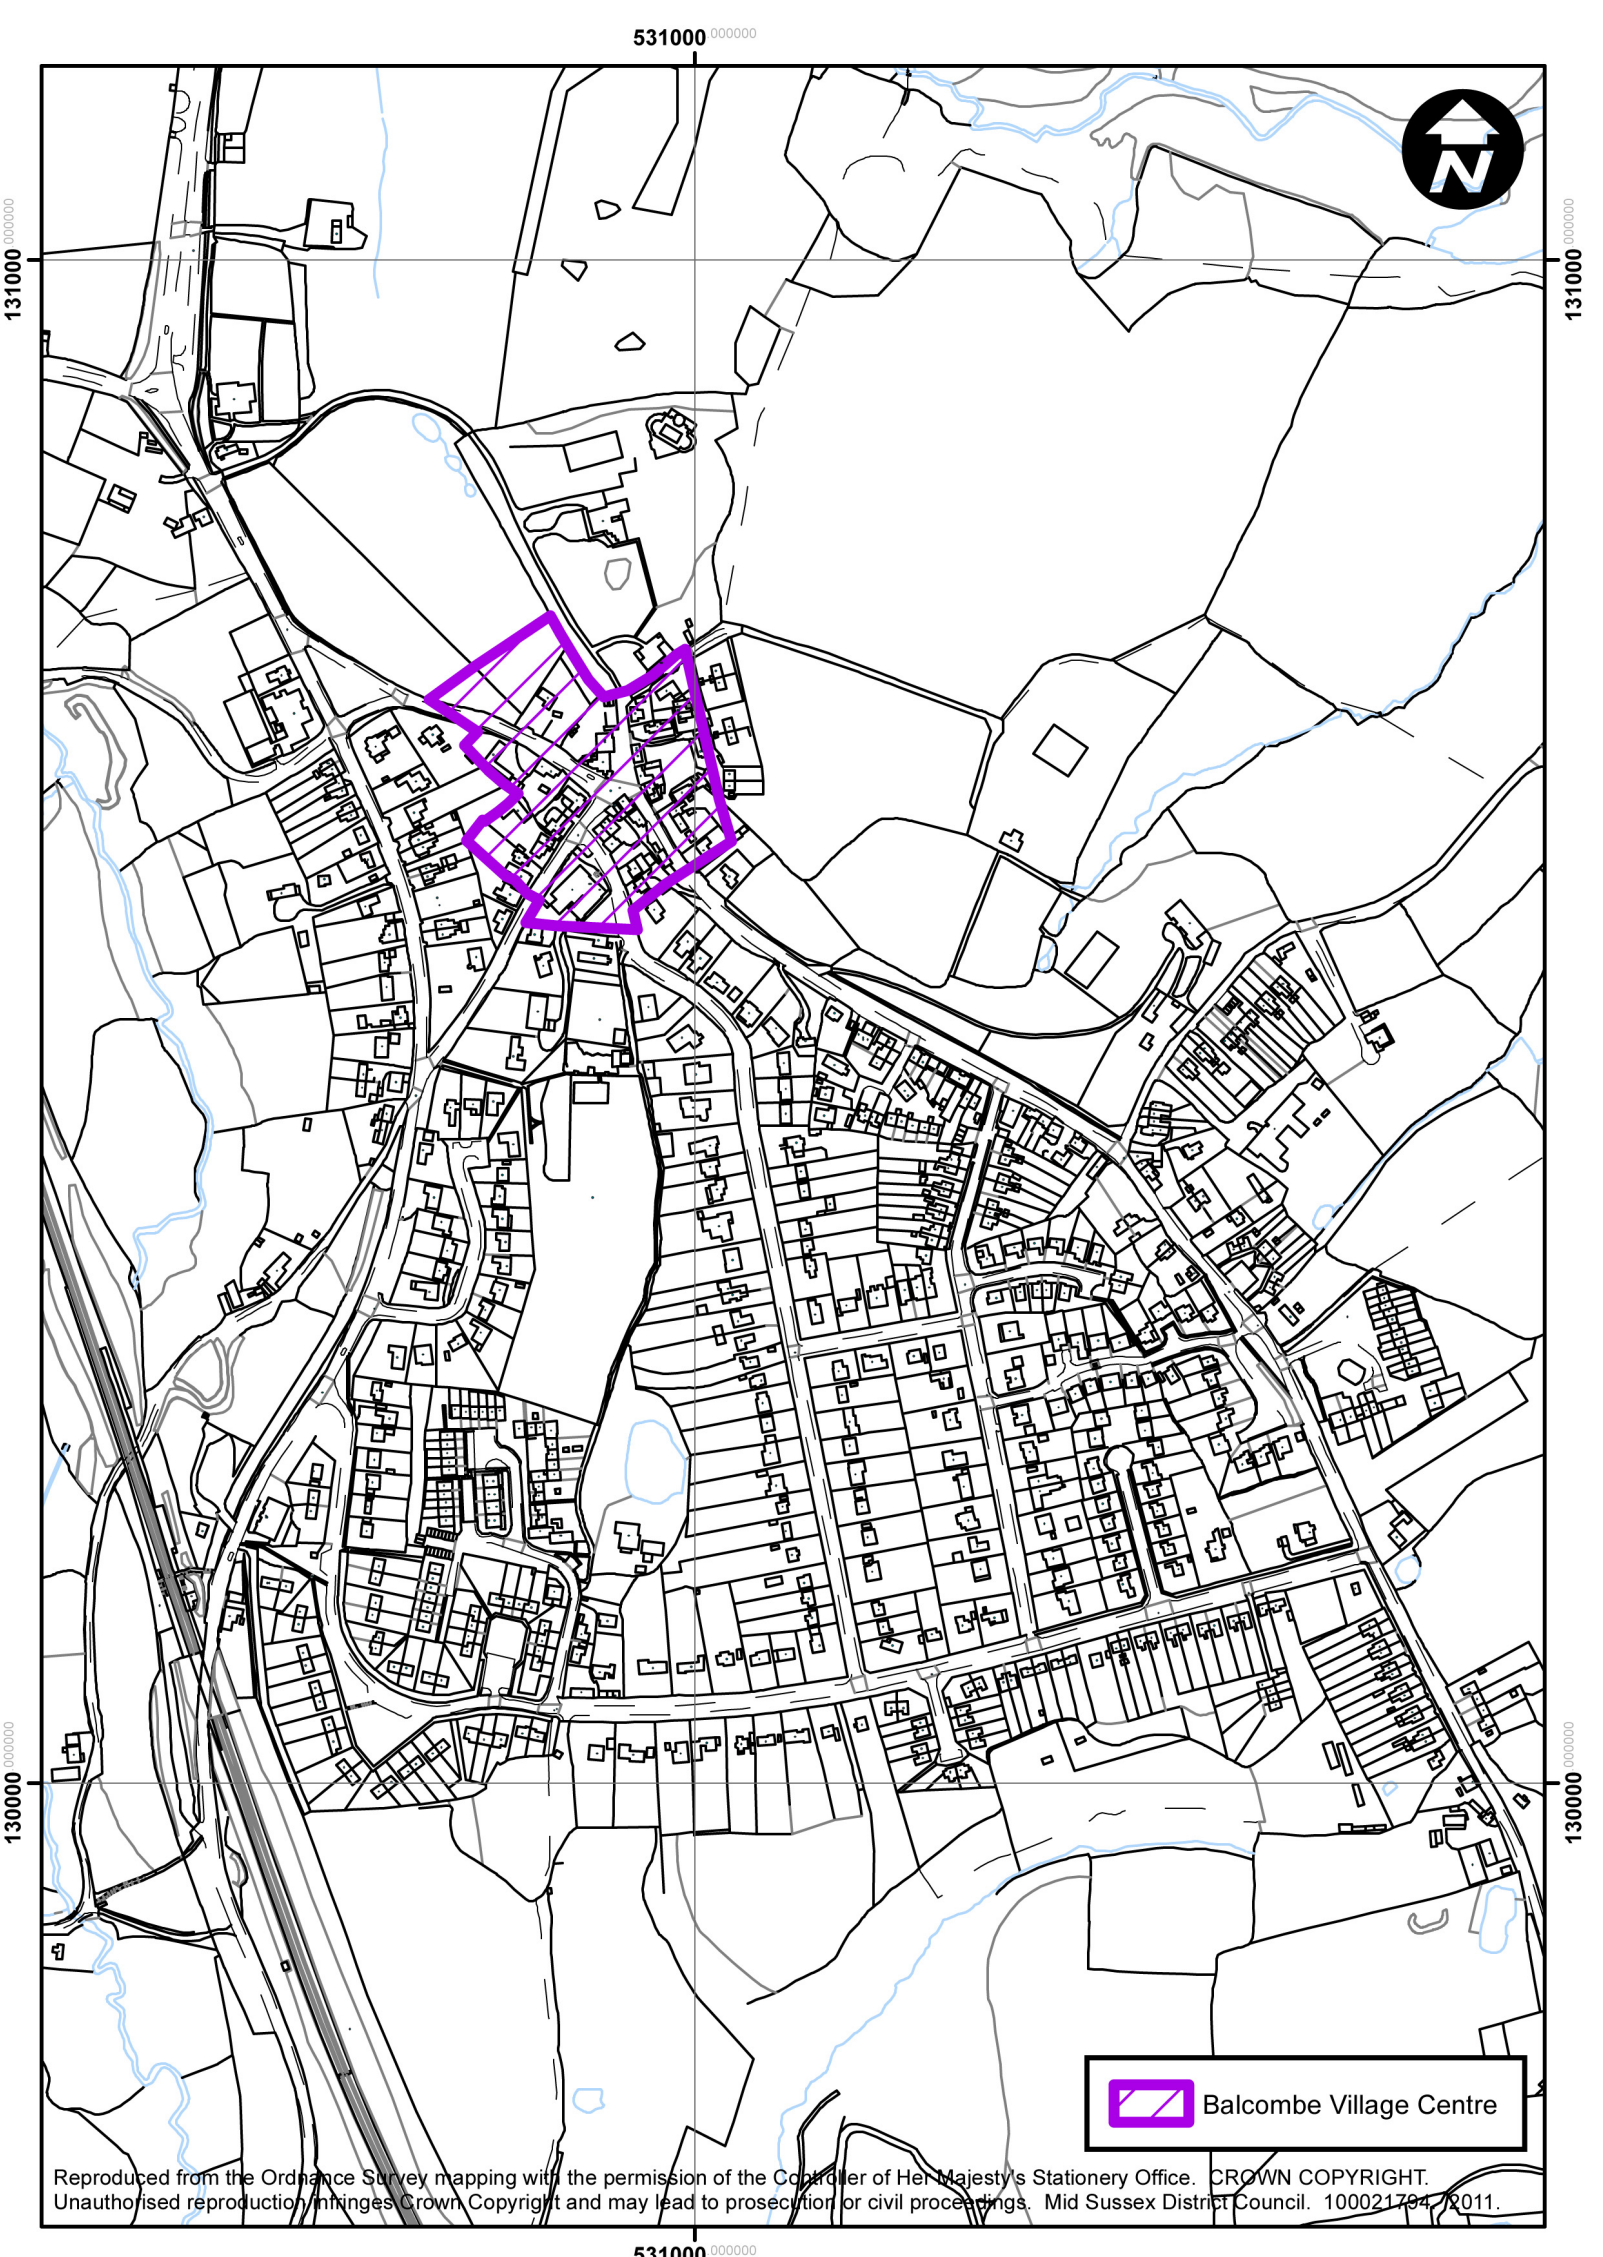 531000 000000
N
131000 000000
131000 000000
130000 000000
130000 000000
Balcombe Village Centre
Reproduced from the Ordnance Survey mapping with the permission of the Controller of Her Majesty's Stationery Office. CROWN COPYRIGHT.
Unauthorised reproduction infringes Crown Copyright and may lead to prosecution or civil proceedings. Mid Sussex District Council. 100021794. 2011.
531000 000000